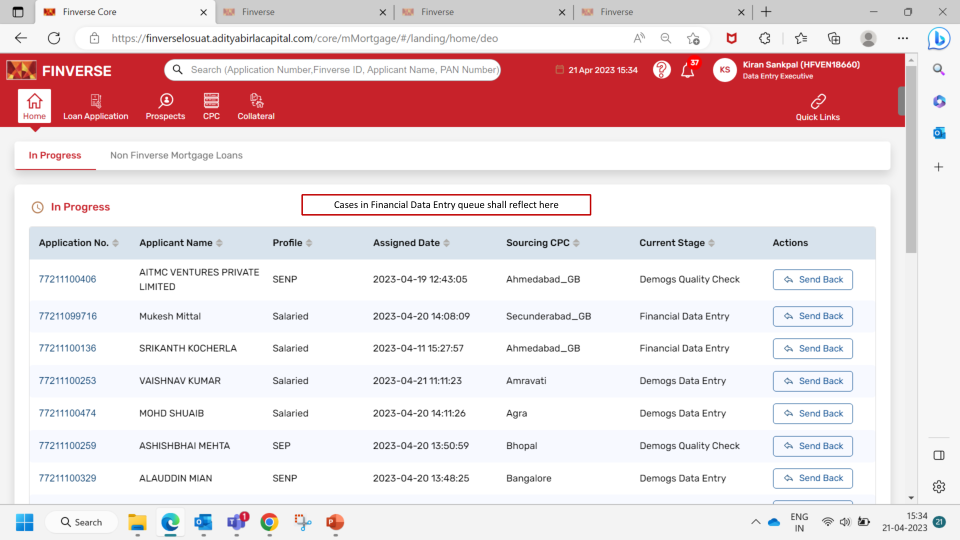 Finverse Core
Finverse
Finverse
Finverse
https://finverselosuat.adityabirlacapital.com/core/mMortgage/#/landing/home/deo
FINVERSE
Search (Application Number,Finverse ID, Applicant Name, PAN Number)
21 Apr 2023 15:34
37
KS
Kiran Sankpal (HFVEN18660)
Data Entry Executive
Home
Loan Application
Prospects
CPC
Collateral
Quick Links
In Progress
Non Finverse Mortgage Loans
In Progress
Cases in Financial Data Entry queue shall reflect here
Application No. Applicant Name Profile Assigned Date Sourcing CPC Current Stage Actions
77211100406 AITMC VENTURES PRIVATE LIMITED SENP 2023-04-19 12:43:05 Ahmedabad_GB Demogs Quality Check Send Back
77211099716 Mukesh Mittal Salaried 2023-04-20 14:08:09 Secunderabad_GB Financial Data Entry Send Back
77211100136 SRIKANTH KOCHERLA Salaried 2023-04-11 15:27:57 Ahmedabad_GB Financial Data Entry Send Back
77211100253 VAISHNAV KUMAR Salaried 2023-04-21 11:11:23 Amravati Demogs Data Entry Send Back
77211100474 MOHD SHUAIB Salaried 2023-04-20 14:11:26 Agra Demogs Data Entry Send Back
77211100259 ASHISHBHAI MEHTA SEP 2023-04-20 13:50:59 Bhopal Demogs Quality Check Send Back
77211100329 ALAUDDIN MIAN SENP 2023-04-20 13:48:25 Bangalore Demogs Data Entry Send Back
Search
1
ENG
IN
15:34
21-04-2023
21